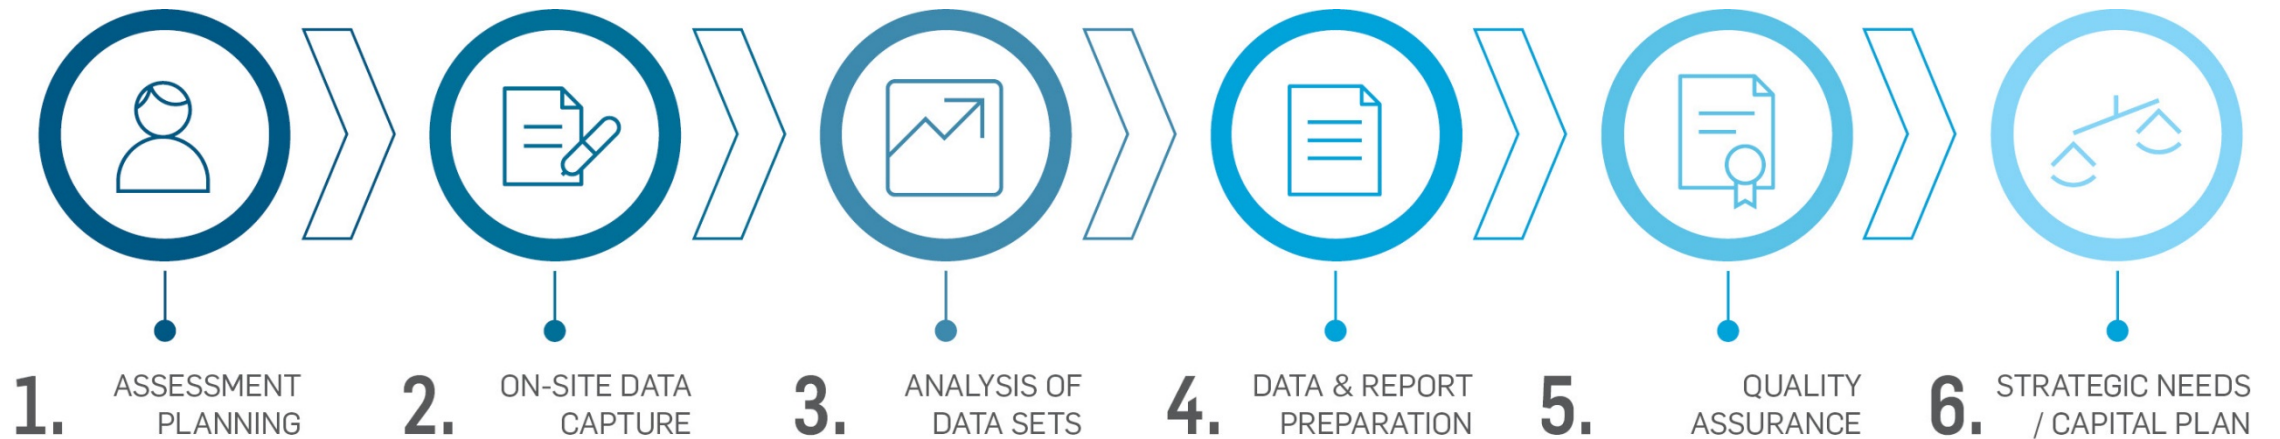 1. ASSESSMENT
PLANNING
2. ON-SITE DATA
CAPTURE
3. ANALYSIS OF
DATA SETS
4. DATA & REPORT
PREPARATION
5. QUALITY
ASSURANCE
6. STRATEGIC NEEDS
/ CAPITAL PLAN